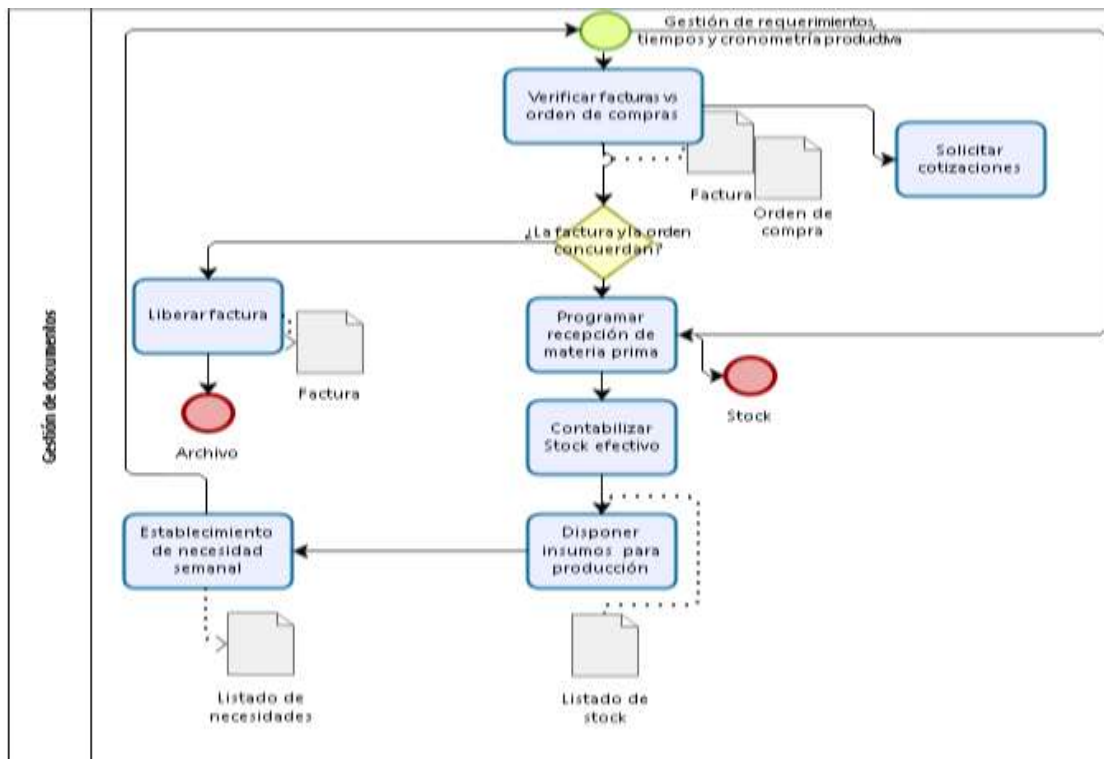 Gestión de requerimientos,
tiempos y cronometría productiva
Verificar facturas vs
orden de compras
Solicitar
cotizaciones
Factura
Orden de
compra
¿La factura y la orden
concuerdan?
Liberar factura
Programar
recepción de
materia prima
Factura
Stock
Archivo
Contabilizar
Stock efectivo
Gestión de documentos
Establecimiento
de necesidad
semanal
Disponer
insumos para
producción
Listado de
necesidades
Listado de
stock